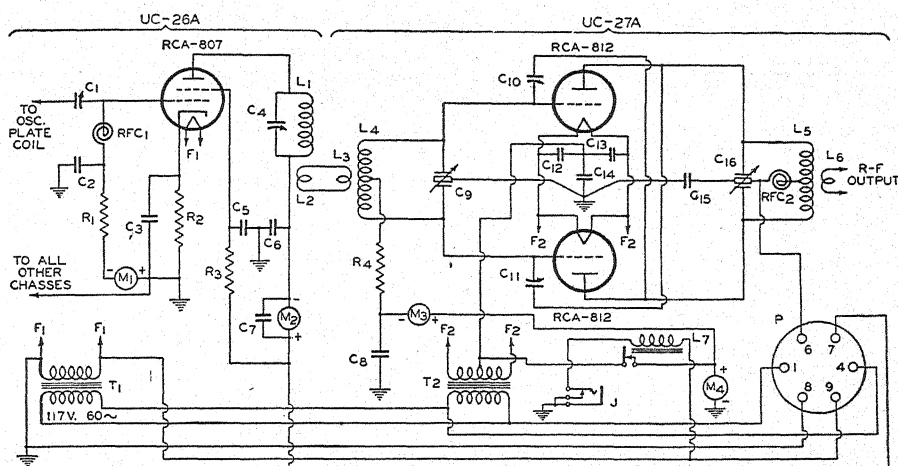 UC-26A
UC-27A
RCA-807
RCA-812
C1
L1
C10
TO
OSC.
PLATE
COIL
RFC1
F1
C4
L4
L3
C13
C12
C14
C16
L5
L6
R-F
OUTPUT
C2
C9
C15
RFC2
L2
R1
C3
R2
C5
C6
F2
F2
R4
C11
R3
TO ALL
OTHER
CHASSES
- M1 +
-
M2
+
C7
RCA-812
- M3 +
P
F1
F1
F2
F2
L7
6
7
1
4
8
9
C8
+
M4
-
T1
T2
J
117V. 60~